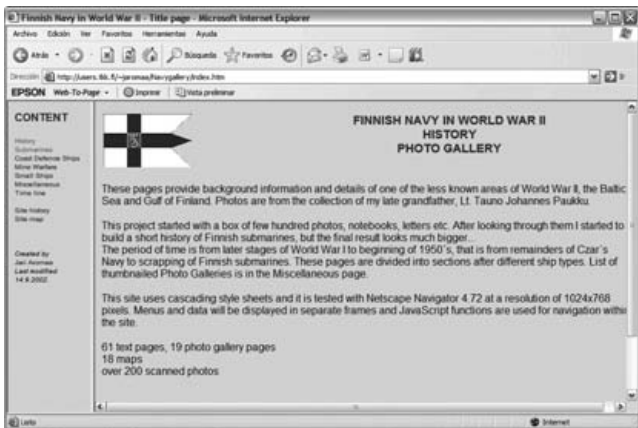 Finnish Navy in World War II - Title page - Microsoft Internet Explorer
Archivo Edición Ver Favoritos Herramientas Ayuda
Atrás Búsqueda Favoritos
Dirección http://users.tkk.fi/~jaromaa/Navygallery/index.htm Ir
EPSON Web-To-Page Imprimir Vista preliminar
CONTENT
History
Submarines
Coast Defence Ships
Mine Warfare
Small Ships
Miscellaneous
Time line
Site history
Site map
Created by
Jari Aromaa
Last modified
14.9.2002.
FINNISH NAVY IN WORLD WAR II
HISTORY
PHOTO GALLERY
These pages provide background information and details of one of the less known areas of World War II, the Baltic
Sea and Gulf of Finland. Photos are from the collection of my late grandfather, Lt. Tauno Johannes Paukku.
This project started with a box of few hundred photos, notebooks, letters etc. After looking through them I started to
build a short history of Finnish submarines, but the final result looks much bigger...
The period of time is from later stages of World War I to beginning of 1950´s, that is from remainders of Czar´s
Navy to scrapping of Finnish submarines. These pages are divided into sections after different ship types. List of
thumbnailed Photo Galleries is in the Miscellaneous page.
This site uses cascading style sheets and it is tested with Netscape Navigator 4.72 at a resolution of 1024x768
pixels. Menus and data will be displayed in separate frames and JavaScript functions are used for navigation within
the site.
61 text pages, 19 photo gallery pages
18 maps
over 200 scanned photos
Listo Internet